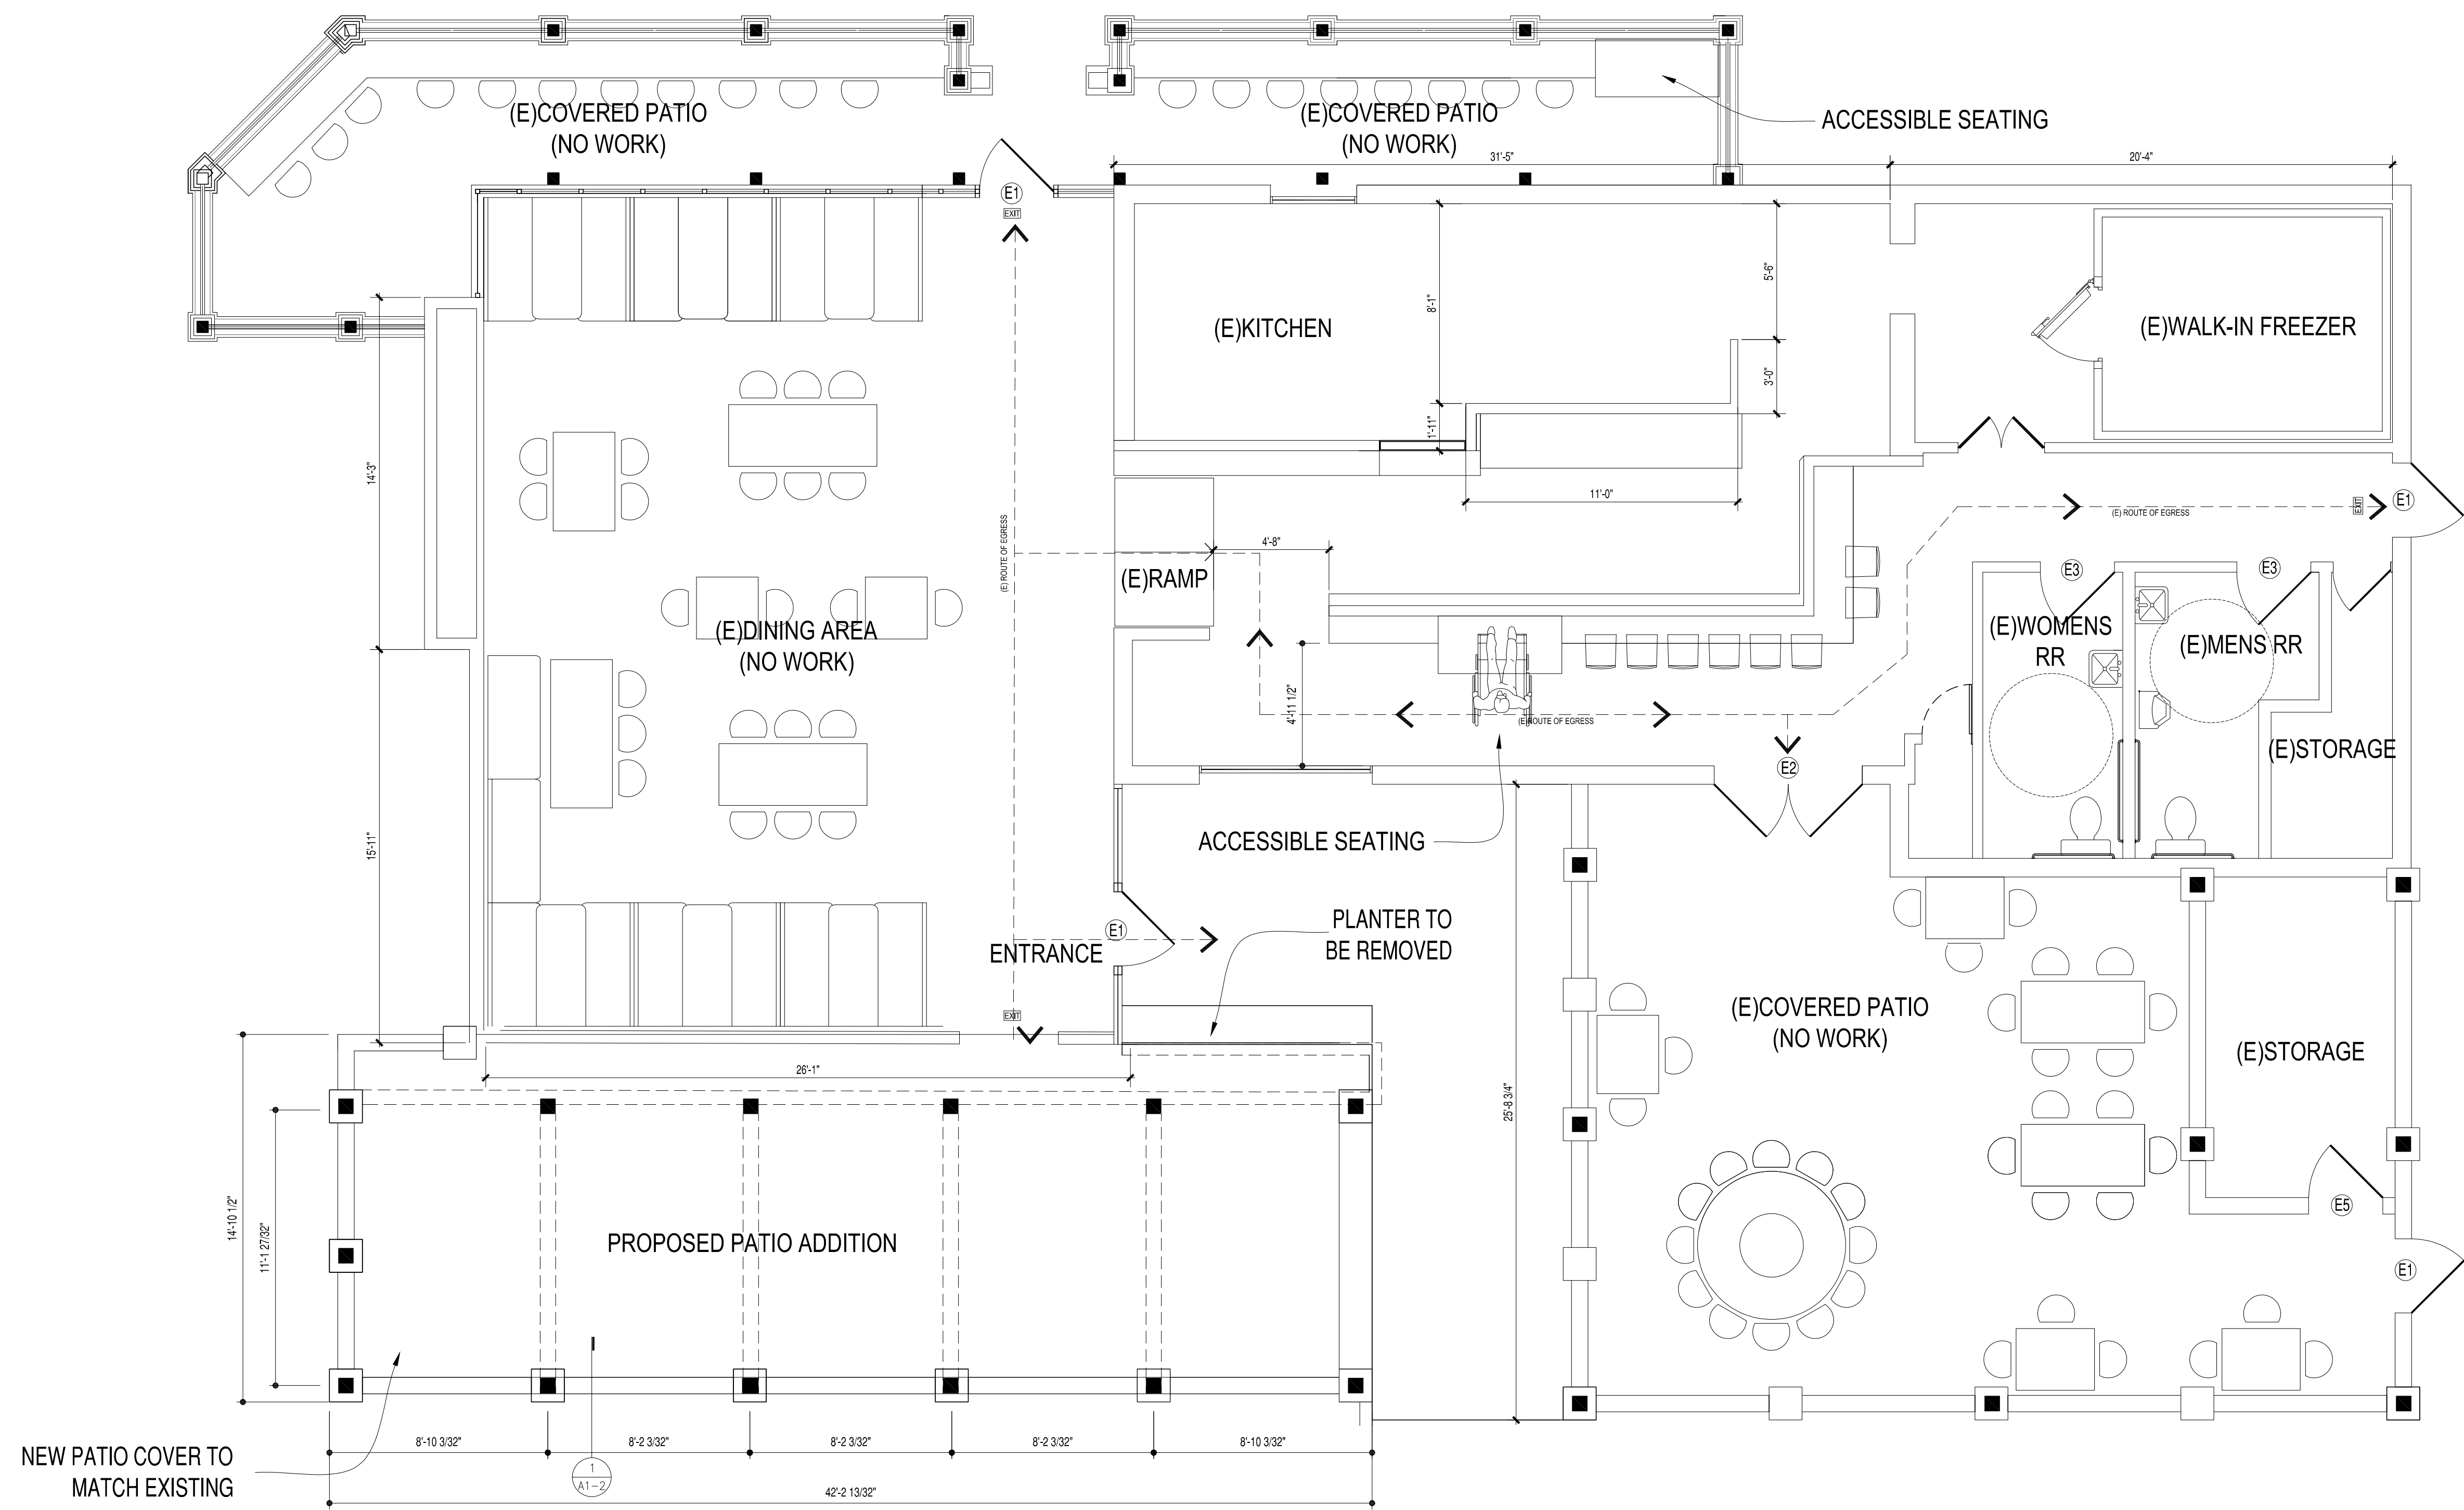 (E)COVERED PATIO
(NO WORK)
(E)COVERED PATIO
(NO WORK)
ACCESSIBLE SEATING
31'-5"
20'-4"
E1
EXIT
5'-6"
8'-1"
(E)KITCHEN
(E)WALK-IN FREEZER
3'-0"
1'-11"
14'-3"
11'-0"
(E) ROUTE OF EGRESS
EXIT
E1
4'-8"
(E) ROUTE OF EGRESS
(E)RAMP
E3
E3
(E)DINING AREA
(NO WORK)
(E)WOMENS
RR
(E)MENS RR
4'-11 1/2"
(E)ROUTE OF EGRESS
(E)STORAGE
E2
15'-11"
ACCESSIBLE SEATING
PLANTER TO
BE REMOVED
E1
ENTRANCE
EXIT
(E)COVERED PATIO
(NO WORK)
(E)STORAGE
26'-1"
25'-8 3/4"
14'-10 1/2"
11'-1 27/32"
PROPOSED PATIO ADDITION
E5
E1
8'-10 3/32"
8'-2 3/32"
8'-2 3/32"
8'-2 3/32"
8'-10 3/32"
NEW PATIO COVER TO
MATCH EXISTING
1
A1-2
42'-2 13/32"